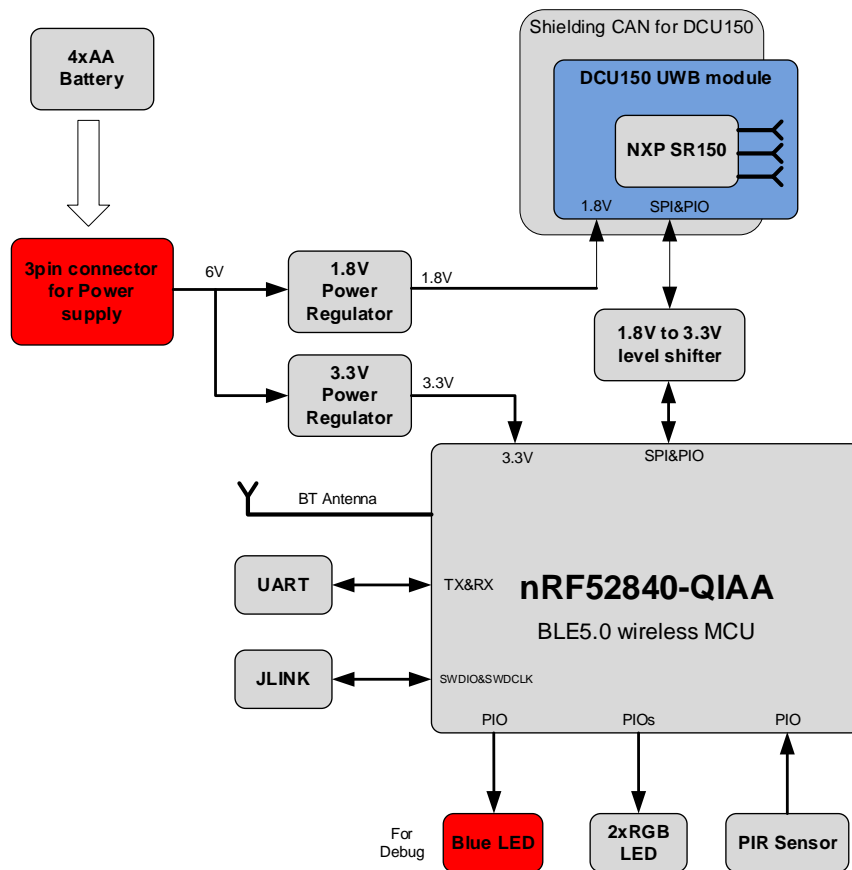 Shielding CAN for DCU150
4xAA
Battery
DCU150 UWB module
NXP SR150
1.8V
SPI&PIO
3pin connector
for Power
supply
6V
1.8V
Power
Regulator
1.8V
1.8V to 3.3V
level shifter
3.3V
Power
Regulator
3.3V
3.3V
SPI&PIO
BT Antenna
UART
TX&RX
nRF52840-QIAA
BLE5.0 wireless MCU
JLINK
SWDIO&SWDCLK
PIO
PIOs
PIO
For
Debug
Blue LED
2xRGB
LED
PIR Sensor